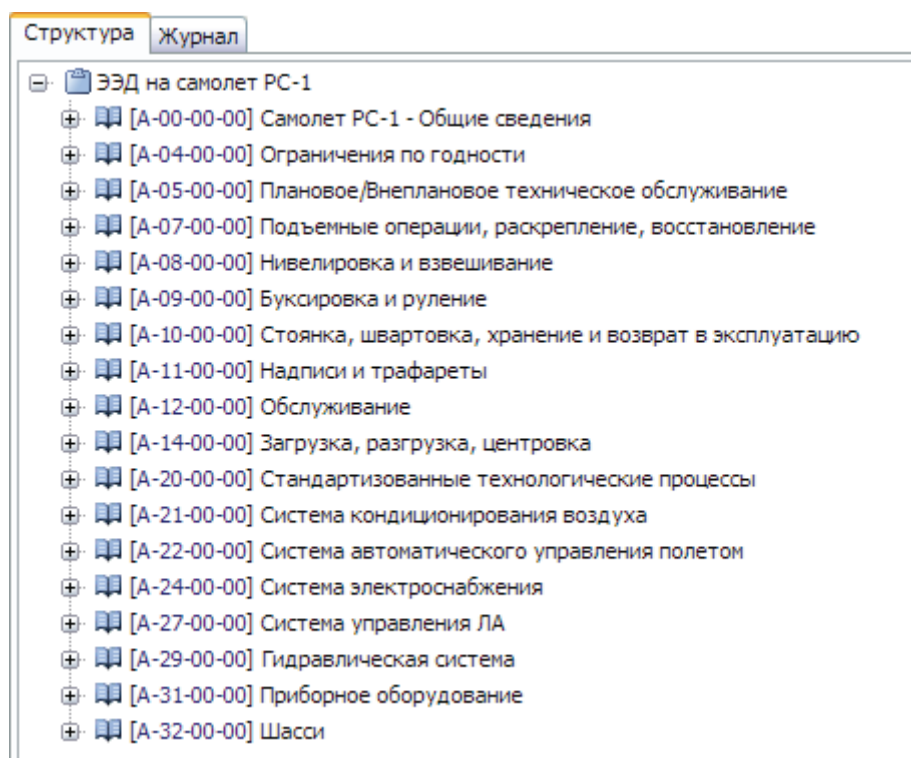 Структура Журнал
ЭЭД на самолет РС-1
[A-00-00-00] Самолет РС-1 - Общие сведения
[A-04-00-00] Ограничения по годности
[A-05-00-00] Плановое/Внеплановое техническое обслуживание
[A-07-00-00] Подъемные операции, раскрепление, восстановление
[A-08-00-00] Нивелировка и взвешивание
[A-09-00-00] Буксировка и руление
[A-10-00-00] Стоянка, швартовка, хранение и возврат в эксплуатацию
[A-11-00-00] Надписи и трафареты
[A-12-00-00] Обслуживание
[A-14-00-00] Загрузка, разгрузка, центровка
[A-20-00-00] Стандартизованные технологические процессы
[A-21-00-00] Система кондиционирования воздуха
[A-22-00-00] Система автоматического управления полетом
[A-24-00-00] Система электроснабжения
[A-27-00-00] Система управления ЛА
[A-29-00-00] Гидравлическая система
[A-31-00-00] Приборное оборудование
[A-32-00-00] Шасси